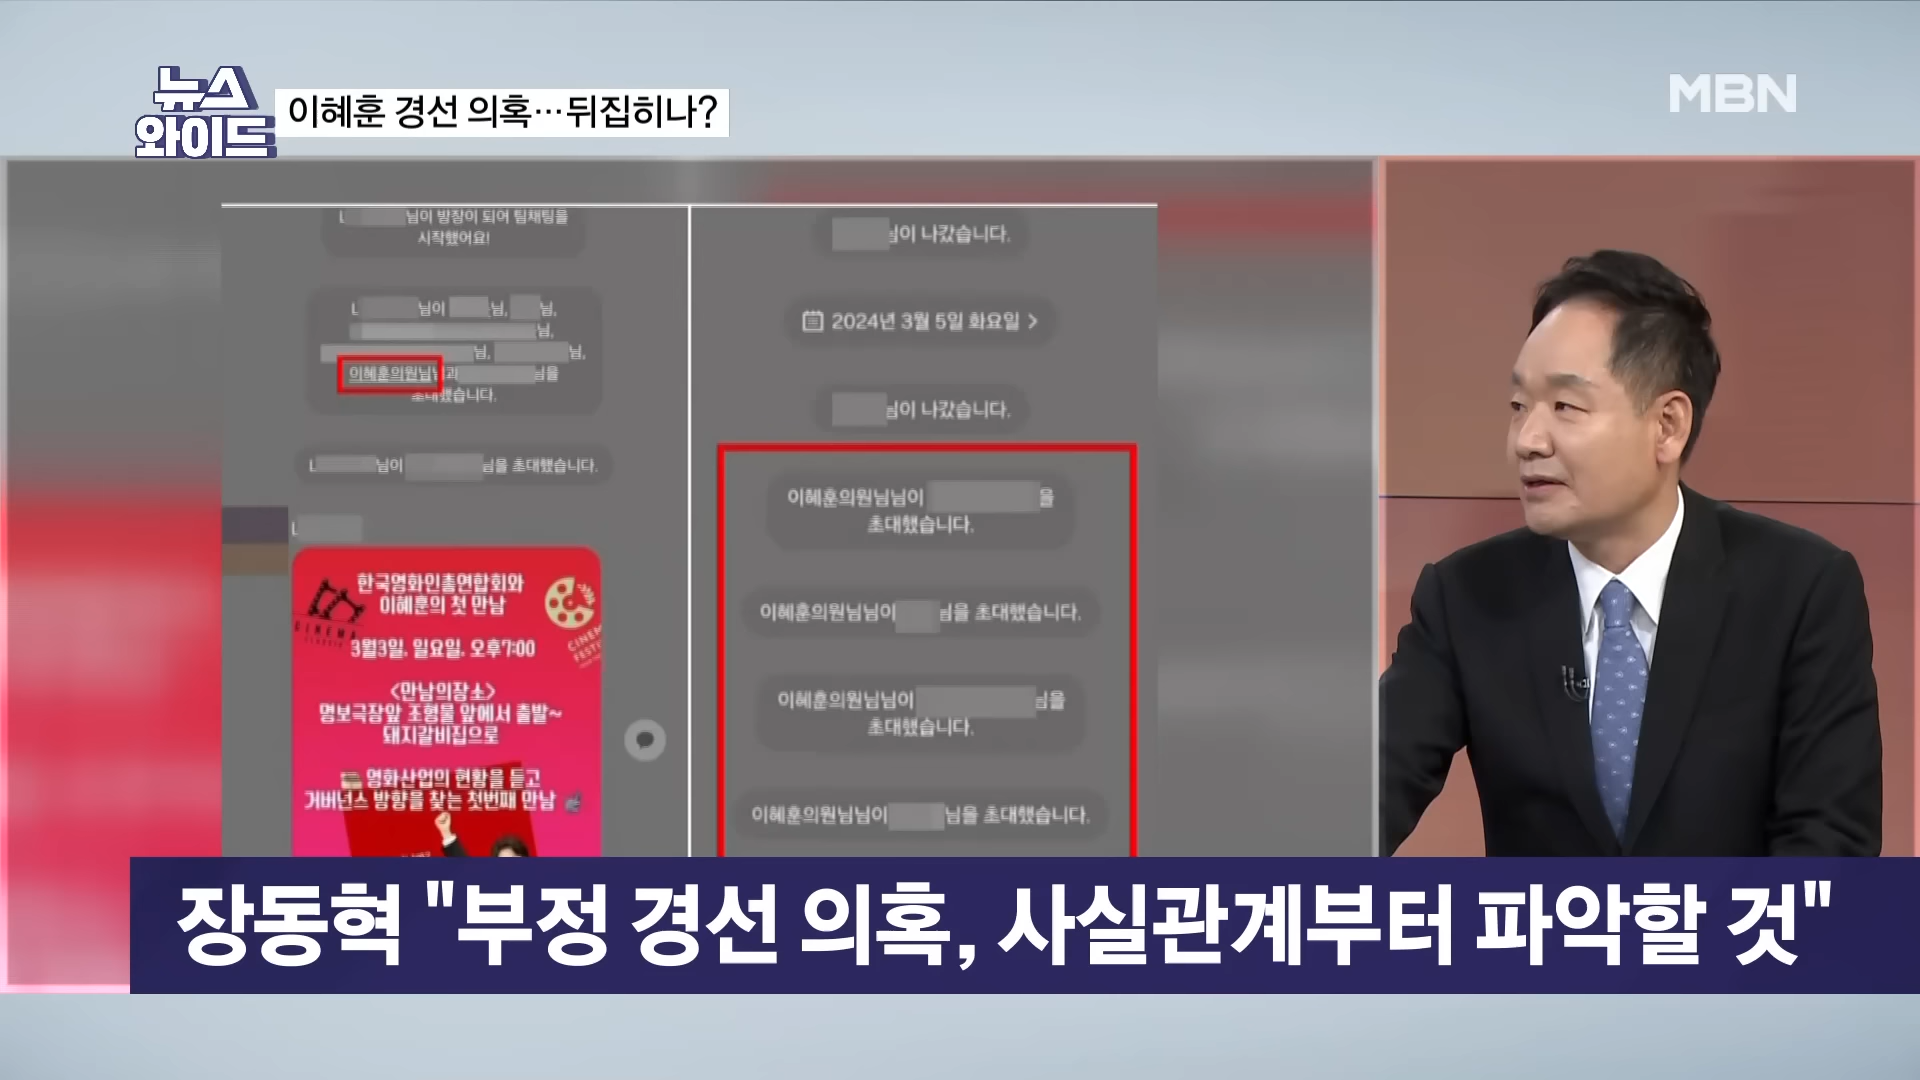 뉴스
와이드
이혜훈 경선 의혹…뒤집히나?
MBN
L 님이 방장이 되어 팀채팅을
시작했어요!
L 님이 님, 님,
님,
님, 님,
이혜훈의원님님과 님을
초대했습니다.
L 님이 님을 초대했습니다.
L
한국영화인총연합회와
이혜훈의 첫 만남
CINEMA
3월3일, 일요일, 오후7:00
<만남의장소>
명보극장앞 조형물 앞에서 출발~
돼지갈비집으로
영화산업의 현황을 듣고
거버넌스 방향을 찾는 첫번째 만남
님이 나갔습니다.
2024년 3월 5일 화요일 >
님이 나갔습니다.
이혜훈의원님님이 을
초대했습니다.
이혜훈의원님님이 님을 초대했습니다.
이혜훈의원님님이 님을
초대했습니다.
이혜훈의원님님이 님을 초대했습니다.
장동혁 "부정 경선 의혹, 사실관계부터 파악할 것"